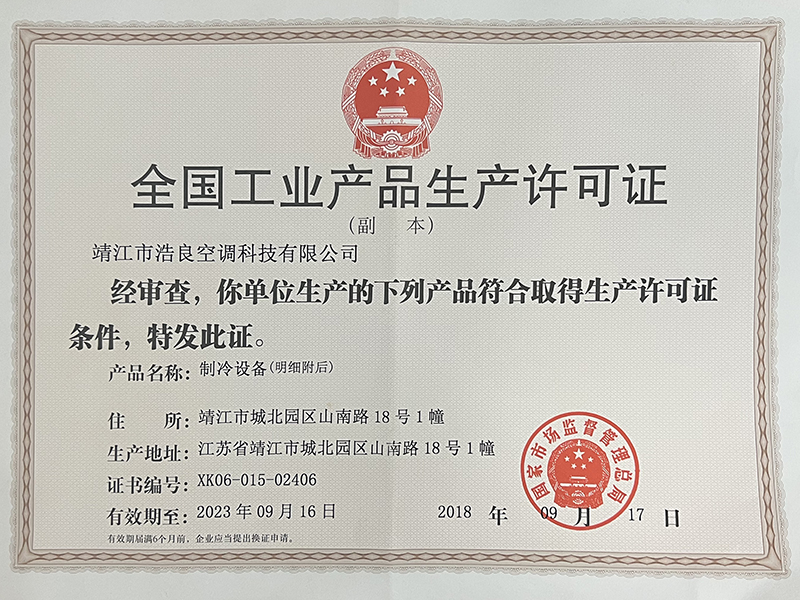 全国工业产品生产许可证
(副 本)
靖江市浩良空调科技有限公司
经审查，你单位生产的下列产品符合取得生产许可证
条件，特发此证。
产品名称：制冷设备(明细附后)
住 所：靖江市城北园区山南路18号1幢
生产地址：江苏省靖江市城北园区山南路18号1幢
证书编号：XK06-015-02406
有效期至：2023年09月16日
国家市场监督管理总局
2018 年 09 月 17 日
有效期届满6个月前，企业应当提出换证申请。